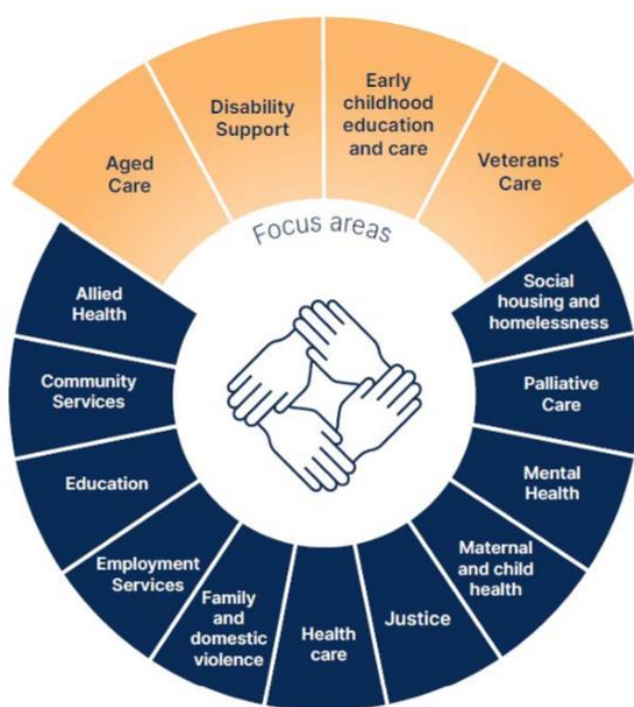 Aged
Care
Disability
Support
Early
childhood
education
and care
Veterans'
Care
Focus areas
Social
housing and
homelessness
Palliative
Care
Mental
Health
Maternal
and child
health
Justice
Health
care
Family
and
domestic
violence
Employment
Services
Education
Community
Services
Allied
Health